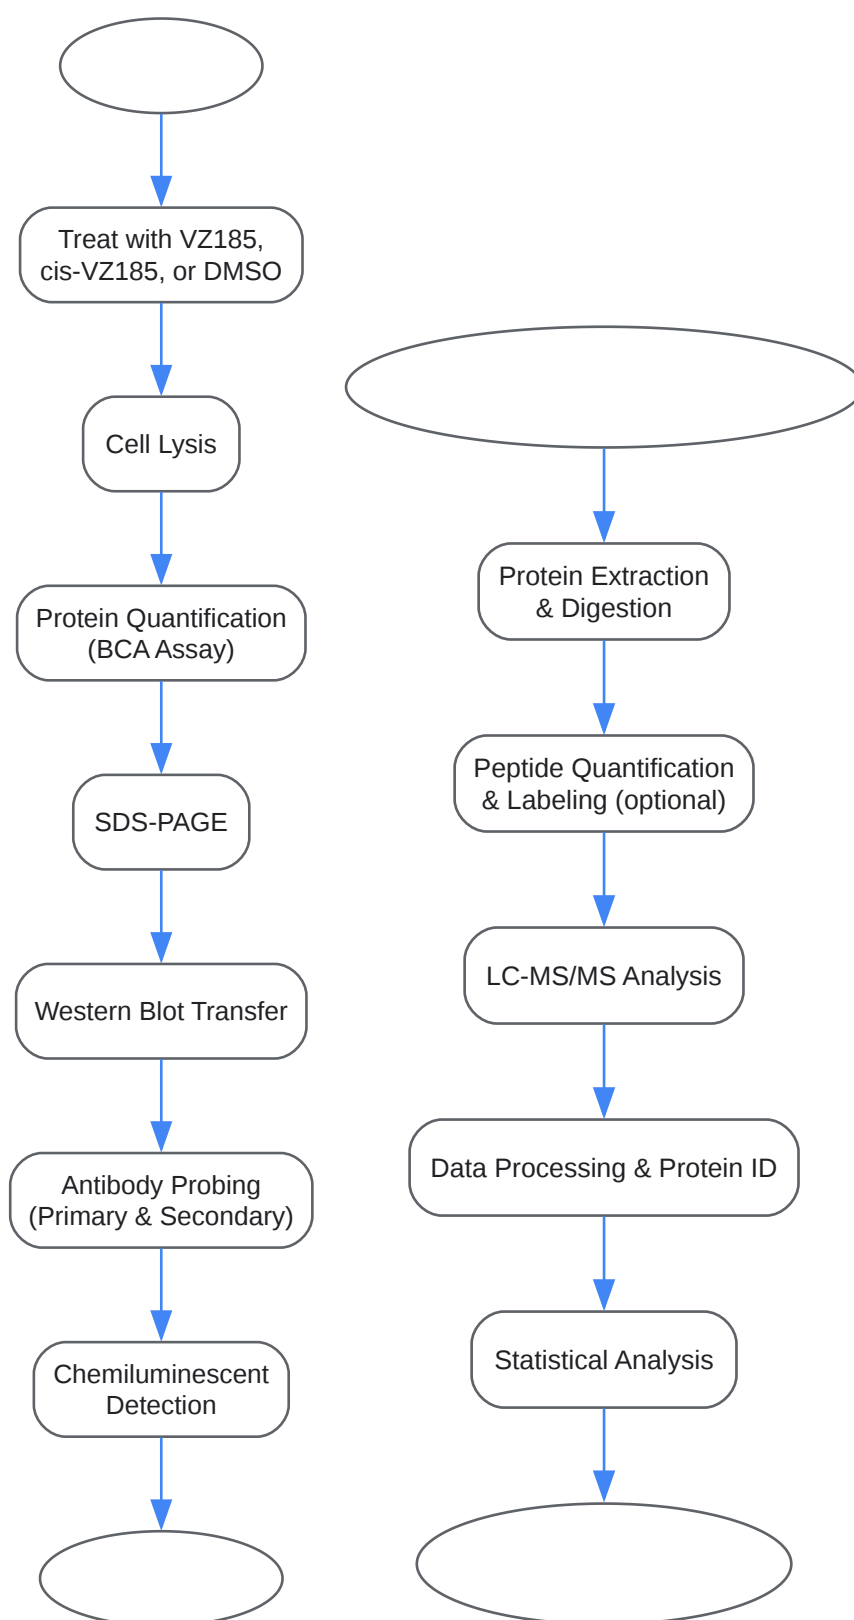 Treat with VZ185,
cis-VZ185, or DMSO
Cell Lysis
Protein Quantification
(BCA Assay)
SDS-PAGE
Western Blot Transfer
Antibody Probing
(Primary & Secondary)
Chemiluminescent
Detection
Protein Extraction
& Digestion
Peptide Quantification
& Labeling (optional)
LC-MS/MS Analysis
Data Processing & Protein ID
Statistical Analysis